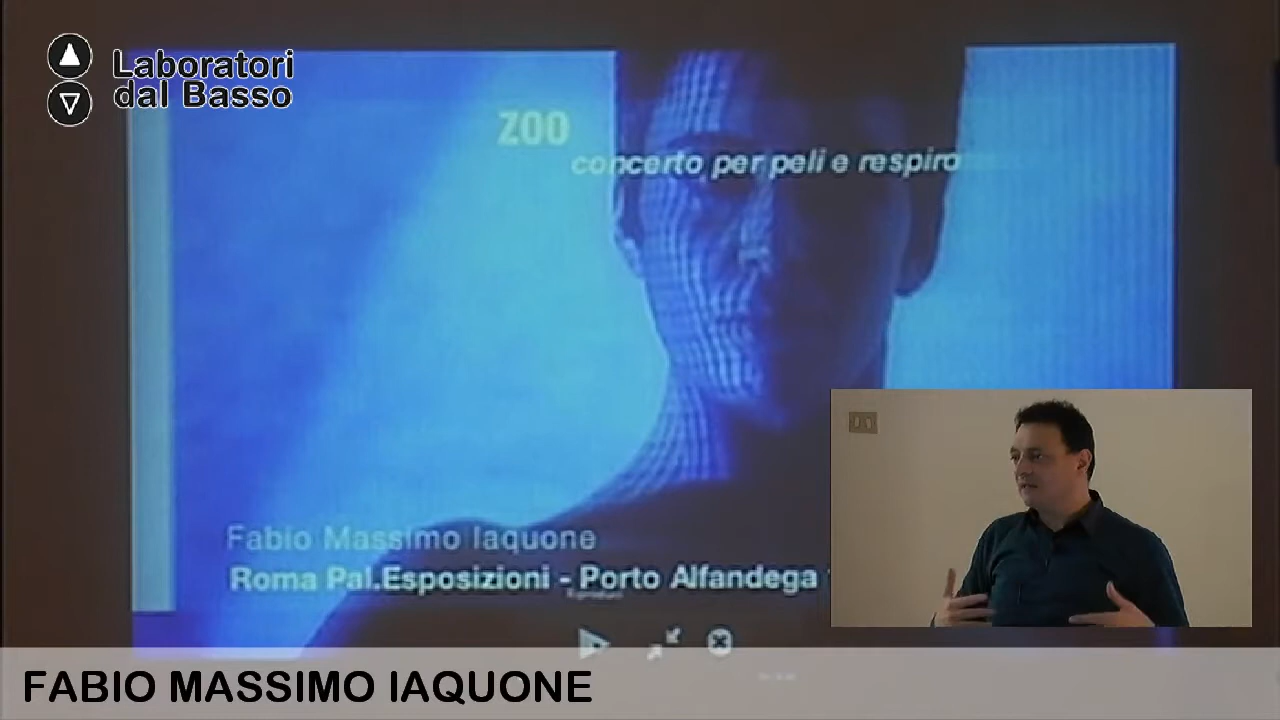 Laboratori
dal Basso
ZOO
concerto per peli e respiro
Fabio Massimo Iaquone
Roma Pal.Esposizioni - Porto Alfandega
FABIO MASSIMO IAQUONE